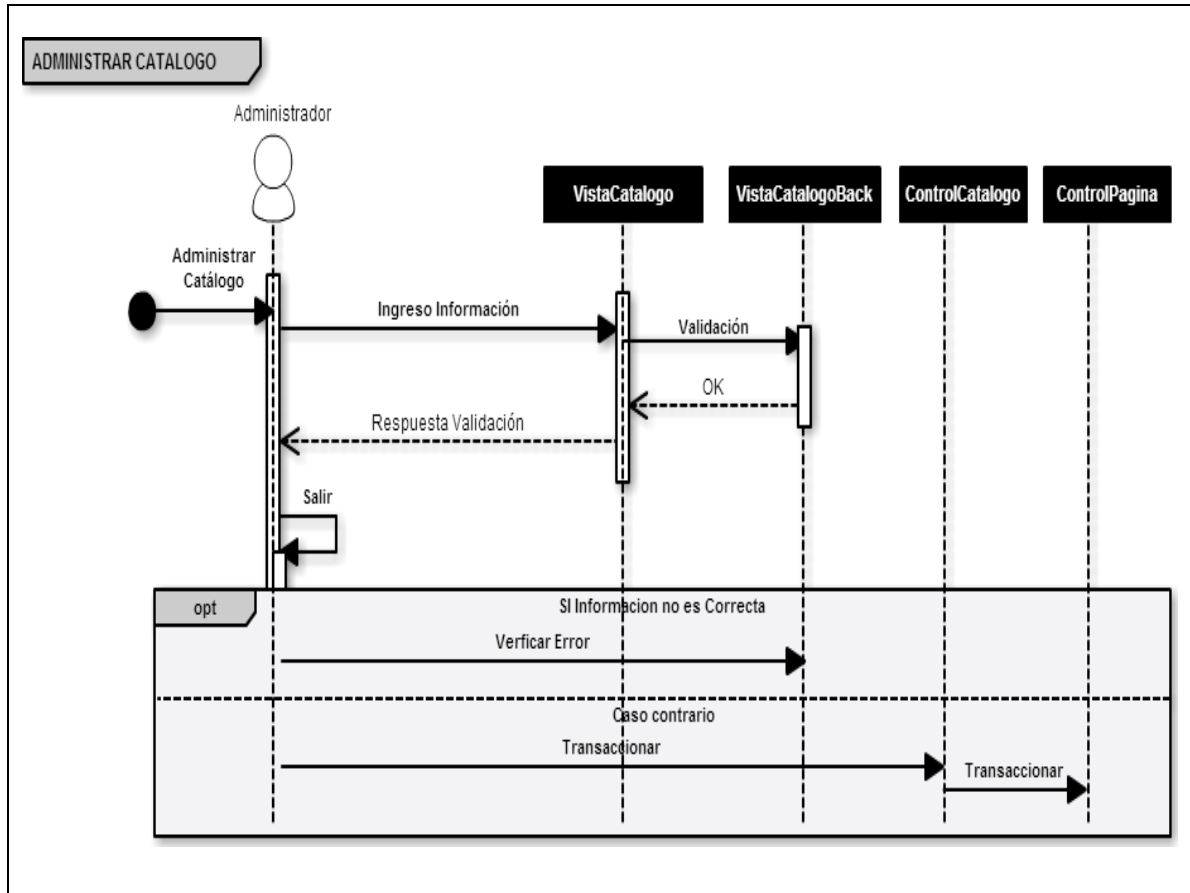 ADMINISTRAR CATALOGO
Administrador
VistaCatalogo
VistaCatalogoBack
ControlCatalogo
ControlPagina
Administrar
Catálogo
Ingreso Información
Validación
OK
Respuesta Validación
Salir
opt
SI Informacion no es Correcta
Verficar Error
Caso contrario
Transaccionar
Transaccionar